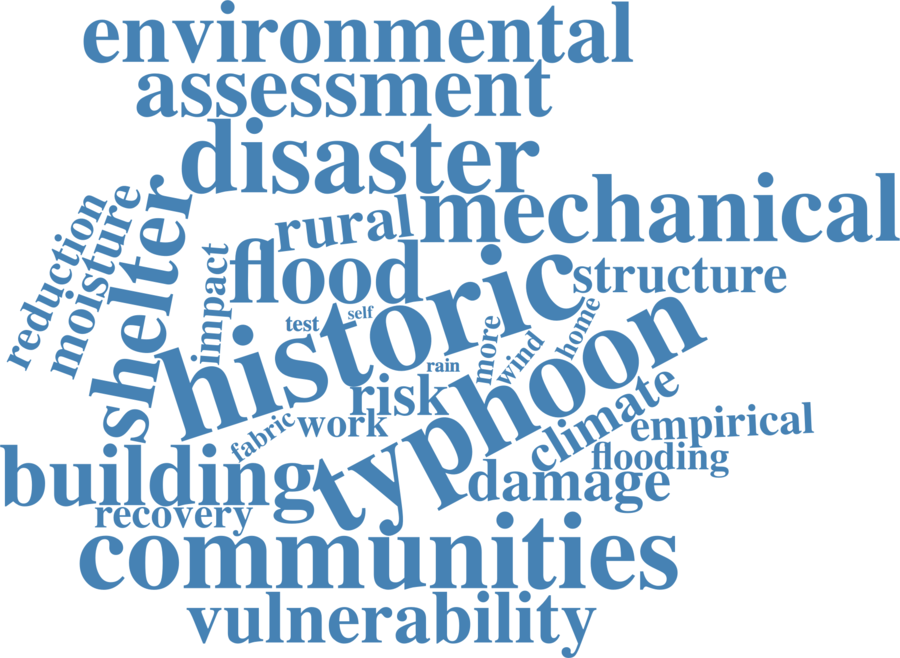 environmental
assessment
disaster
mechanical
rural
reduction
moisture
shelter
impact
flood
historic
structure
test
self
typhoon
more
wind
home
rain
risk
climate
fabric
work
empirical
building
flooding
damage
recovery
communities
vulnerability